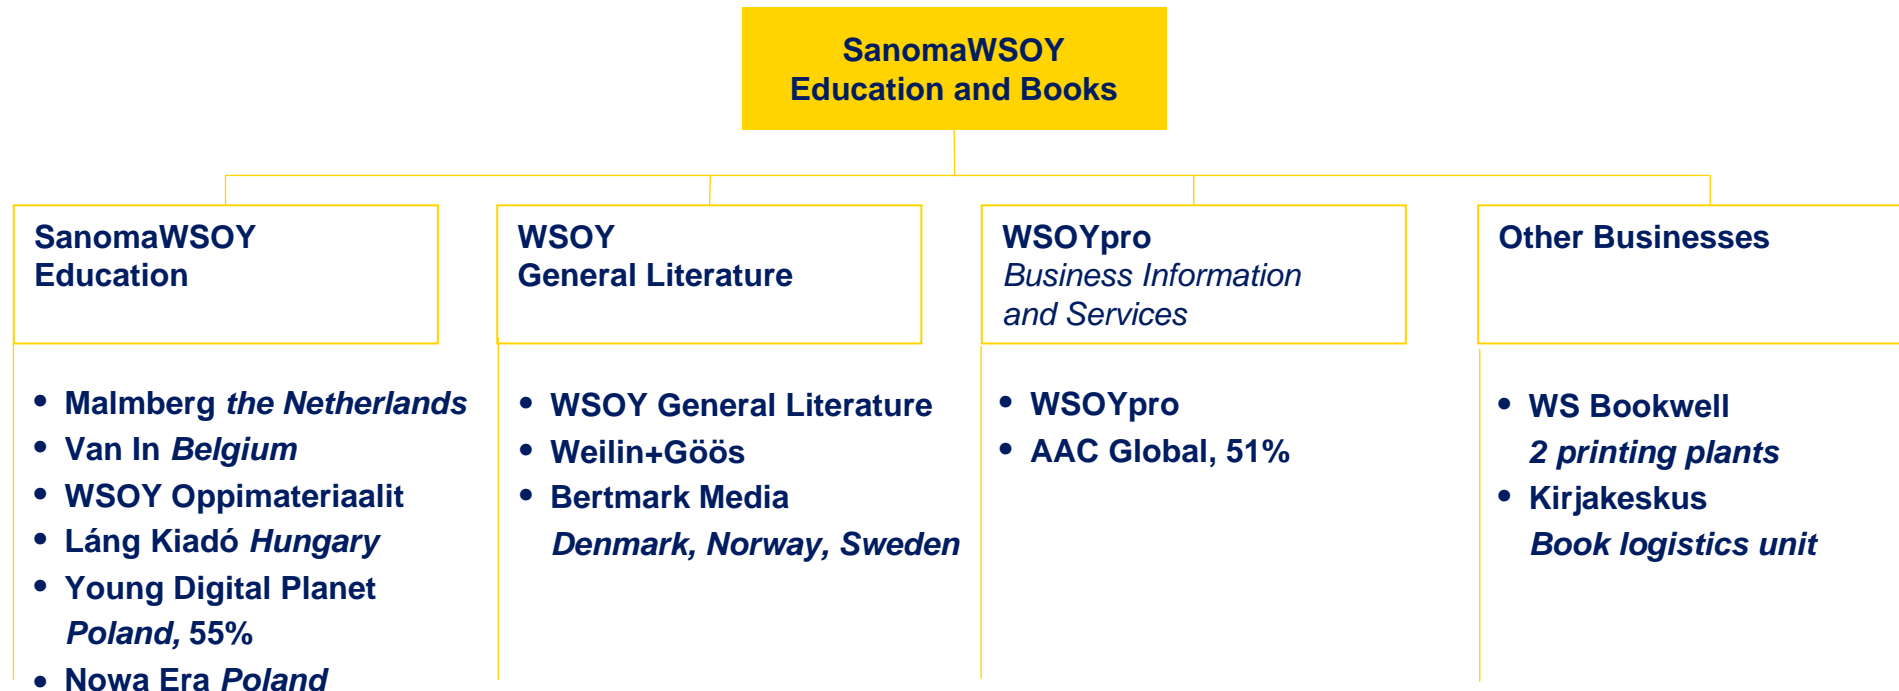 SanomaWSOY
Education and Books
SanomaWSOY
Education
WSOY
General Literature
WSOYpro
Business Information
and Services
Other Businesses
• Malmberg the Netherlands
• Van In Belgium
• WSOY Oppimateriaalit
• Láng Kiadó Hungary
• Young Digital Planet
Poland, 55%
• Nowa Era Poland
• WSOY General Literature
• Weilin+Göös
• Bertmark Media
Denmark, Norway, Sweden
• WSOYpro
• AAC Global, 51%
• WS Bookwell
2 printing plants
• Kirjakeskus
Book logistics unit